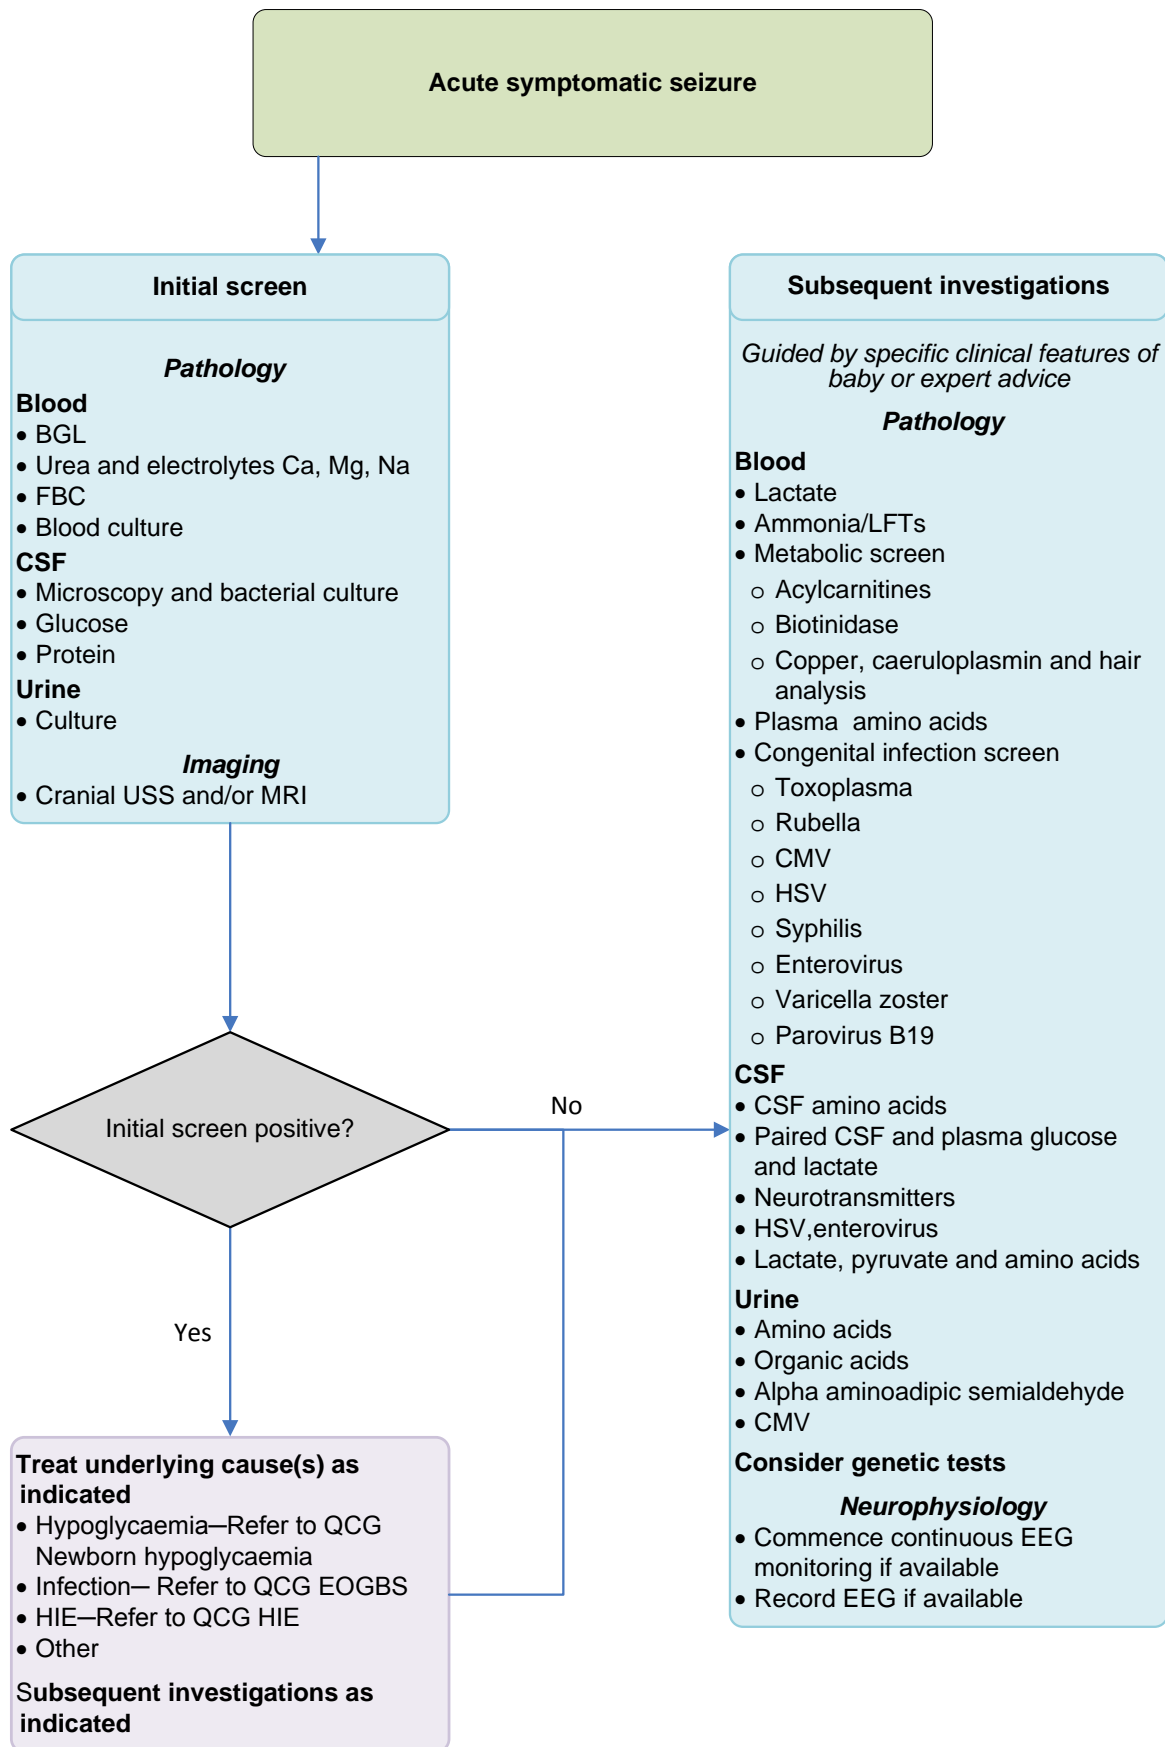 Acute symptomatic seizure
Initial screen
Pathology
Blood
• BGL
• Urea and electrolytes Ca, Mg, Na
• FBC
• Blood culture
CSF
• Microscopy and bacterial culture
• Glucose
• Protein
Urine
• Culture
Imaging
• Cranial USS and/or MRI
Initial screen positive?
No
Yes
Treat underlying cause(s) as
indicated
• Hypoglycaemia—Refer to QCG
Newborn hypoglycaemia
• Infection— Refer to QCG EOGBS
• HIE—Refer to QCG HIE
• Other
Subsequent investigations as
indicated
Subsequent investigations
Guided by specific clinical features of
baby or expert advice
Pathology
Blood
• Lactate
• Ammonia/LFTs
• Metabolic screen
o Acylcarnitines
o Biotinidase
o Copper, caeruloplasmin and hair
analysis
• Plasma amino acids
• Congenital infection screen
o Toxoplasma
o Rubella
o CMV
o HSV
o Syphilis
o Enterovirus
o Varicella zoster
o Parovirus B19
CSF
• CSF amino acids
• Paired CSF and plasma glucose
and lactate
• Neurotransmitters
• HSV,enterovirus
• Lactate, pyruvate and amino acids
Urine
• Amino acids
• Organic acids
• Alpha aminoadipic semialdehyde
• CMV
Consider genetic tests
Neurophysiology
• Commence continuous EEG
monitoring if available
• Record EEG if available